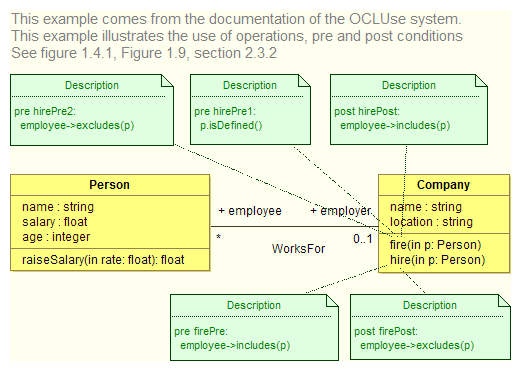 This example comes from the documentation of the OCLUse system.
This example illustrates the use of operations, pre and post conditions
See figure 1.4.1, Figure 1.9, section 2.3.2
Description
pre hirePre2:
employee->excludes(p)
Description
pre hirePre1:
p.isDefined()
Description
post hirePost:
employee->includes(p)
Person
name : string
salary : float
age : integer
raiseSalary(in rate: float): float
+ employee
+ employer
*
0..1
WorksFor
Company
name : string
location : string
fire(in p: Person)
hire(in p: Person)
Description
pre firePre:
employee->includes(p)
Description
post firePost:
employee->excludes(p)